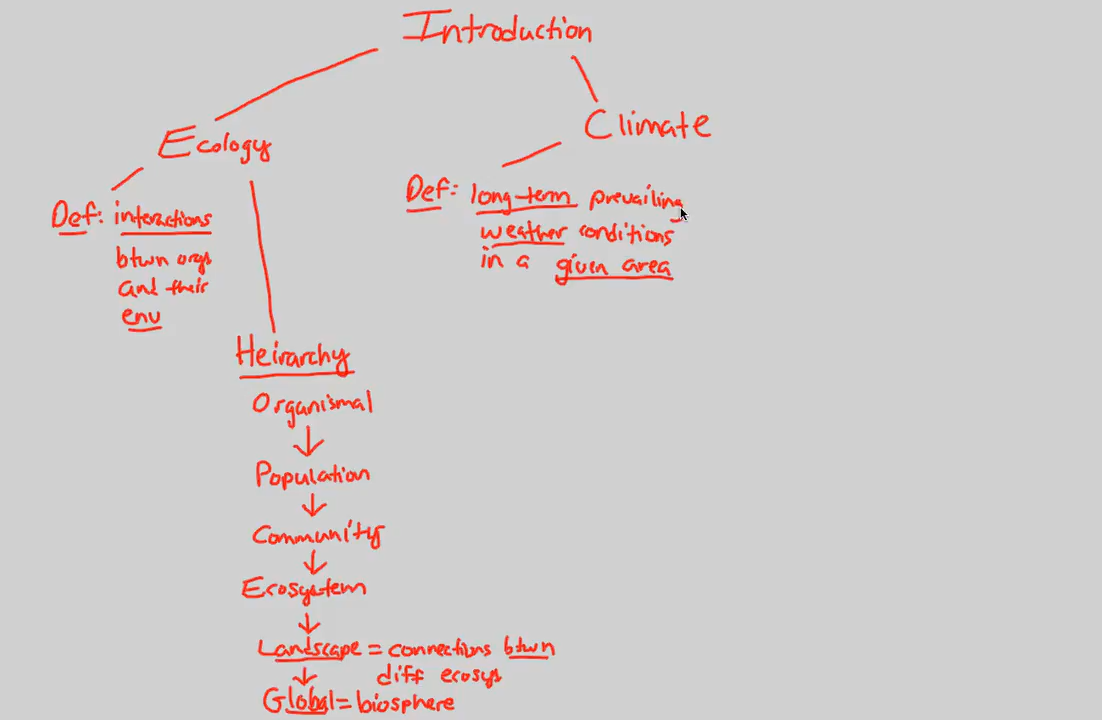 Introduction
Ecology
Def: interactions
btwn orgs
and their
env
Heirarchy
Organismal
Population
Community
Ecosystem
Landscape = connections btwn
diff ecosys
Global = biosphere
Climate
Def: long-term prevailing
weather conditions
in a given area